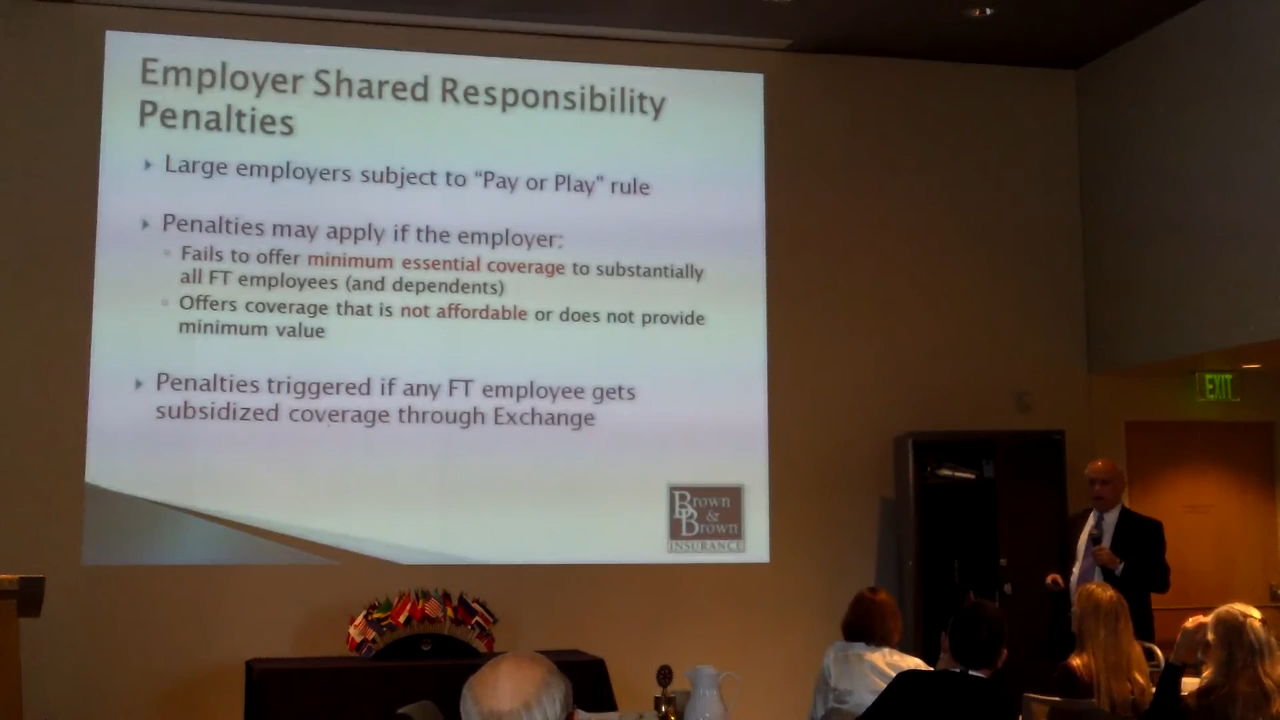 Employer Shared Responsibility
Penalties
Large employers subject to “Pay or Play” rule
Penalties may apply if the employer:
Fails to offer minimum essential coverage to substantially
all FT employees (and dependents)
Offers coverage that is not affordable or does not provide
minimum value
Penalties triggered if any FT employee gets
subsidized coverage through Exchange
Brown
&
Brown
INSURANCE
EXIT